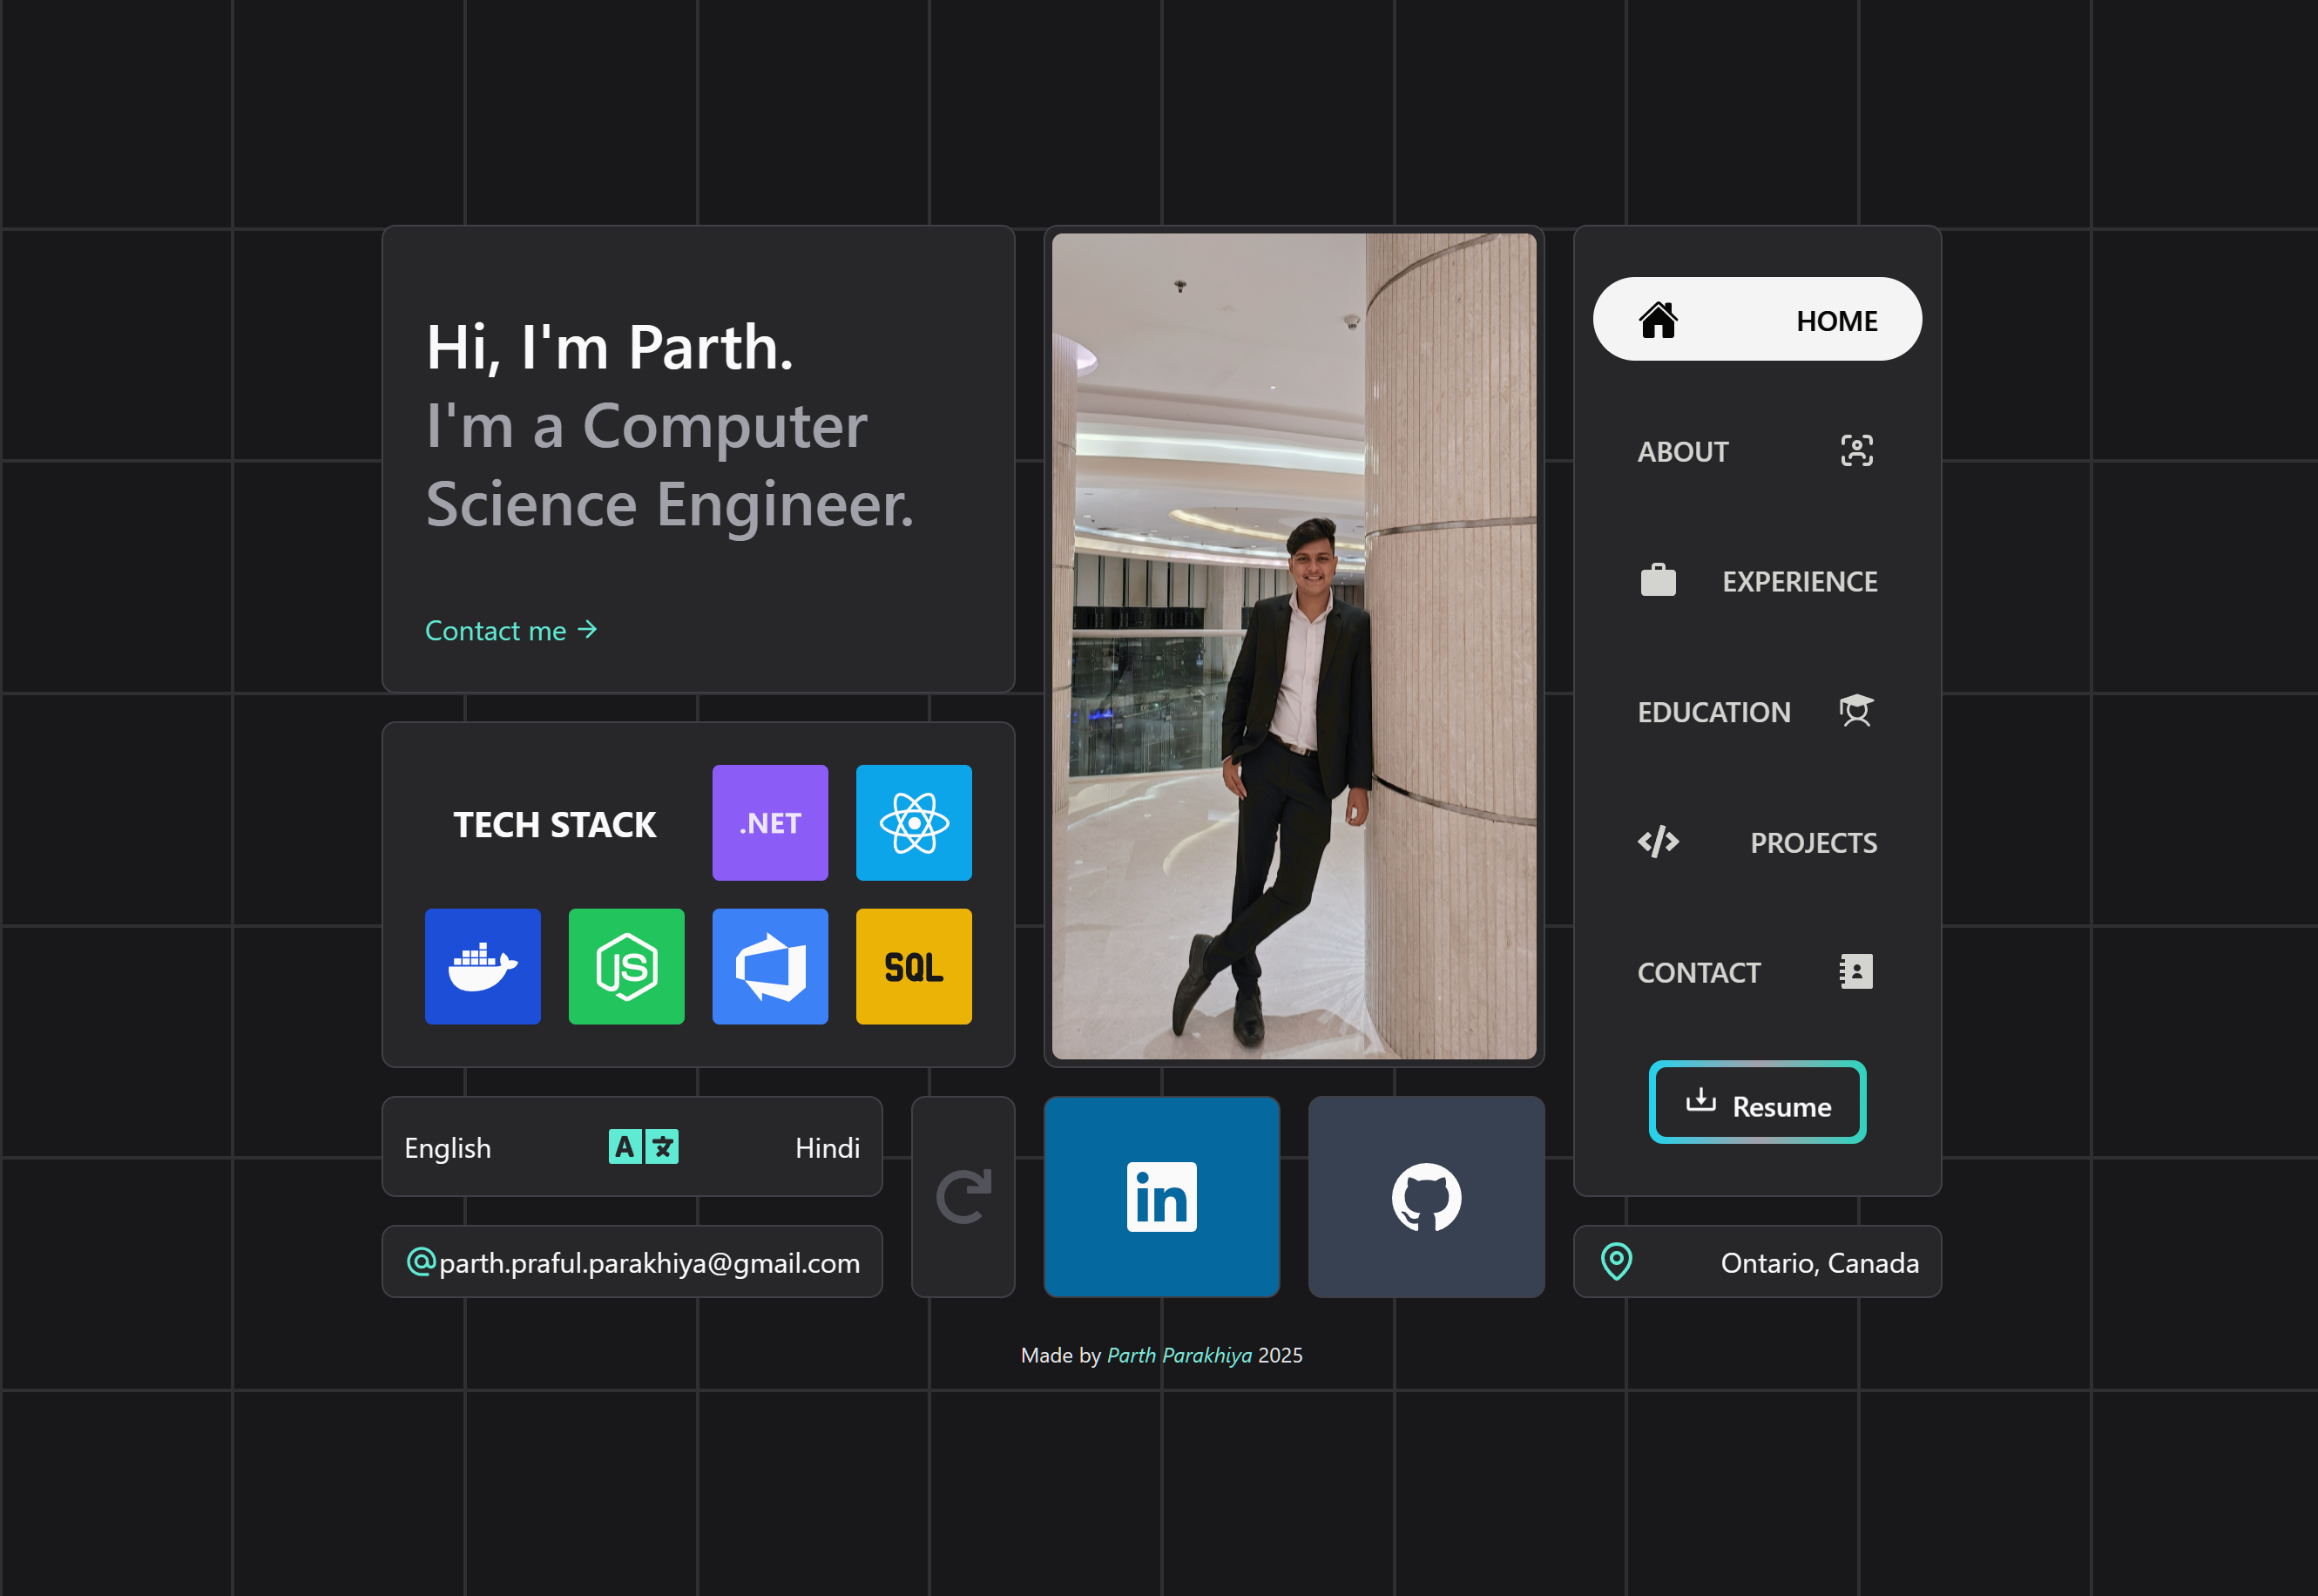 Hi, I'm Parth.
I'm a Computer
Science Engineer.
Contact me
TECH STACK
.NET
JS
SQL
English
A 文
Hindi
@parth.praful.parakhiya@gmail.com
in
HOME
ABOUT
EXPERIENCE
EDUCATION
PROJECTS
CONTACT
Resume
Ontario, Canada
Made by Parth Parakhiya 2025